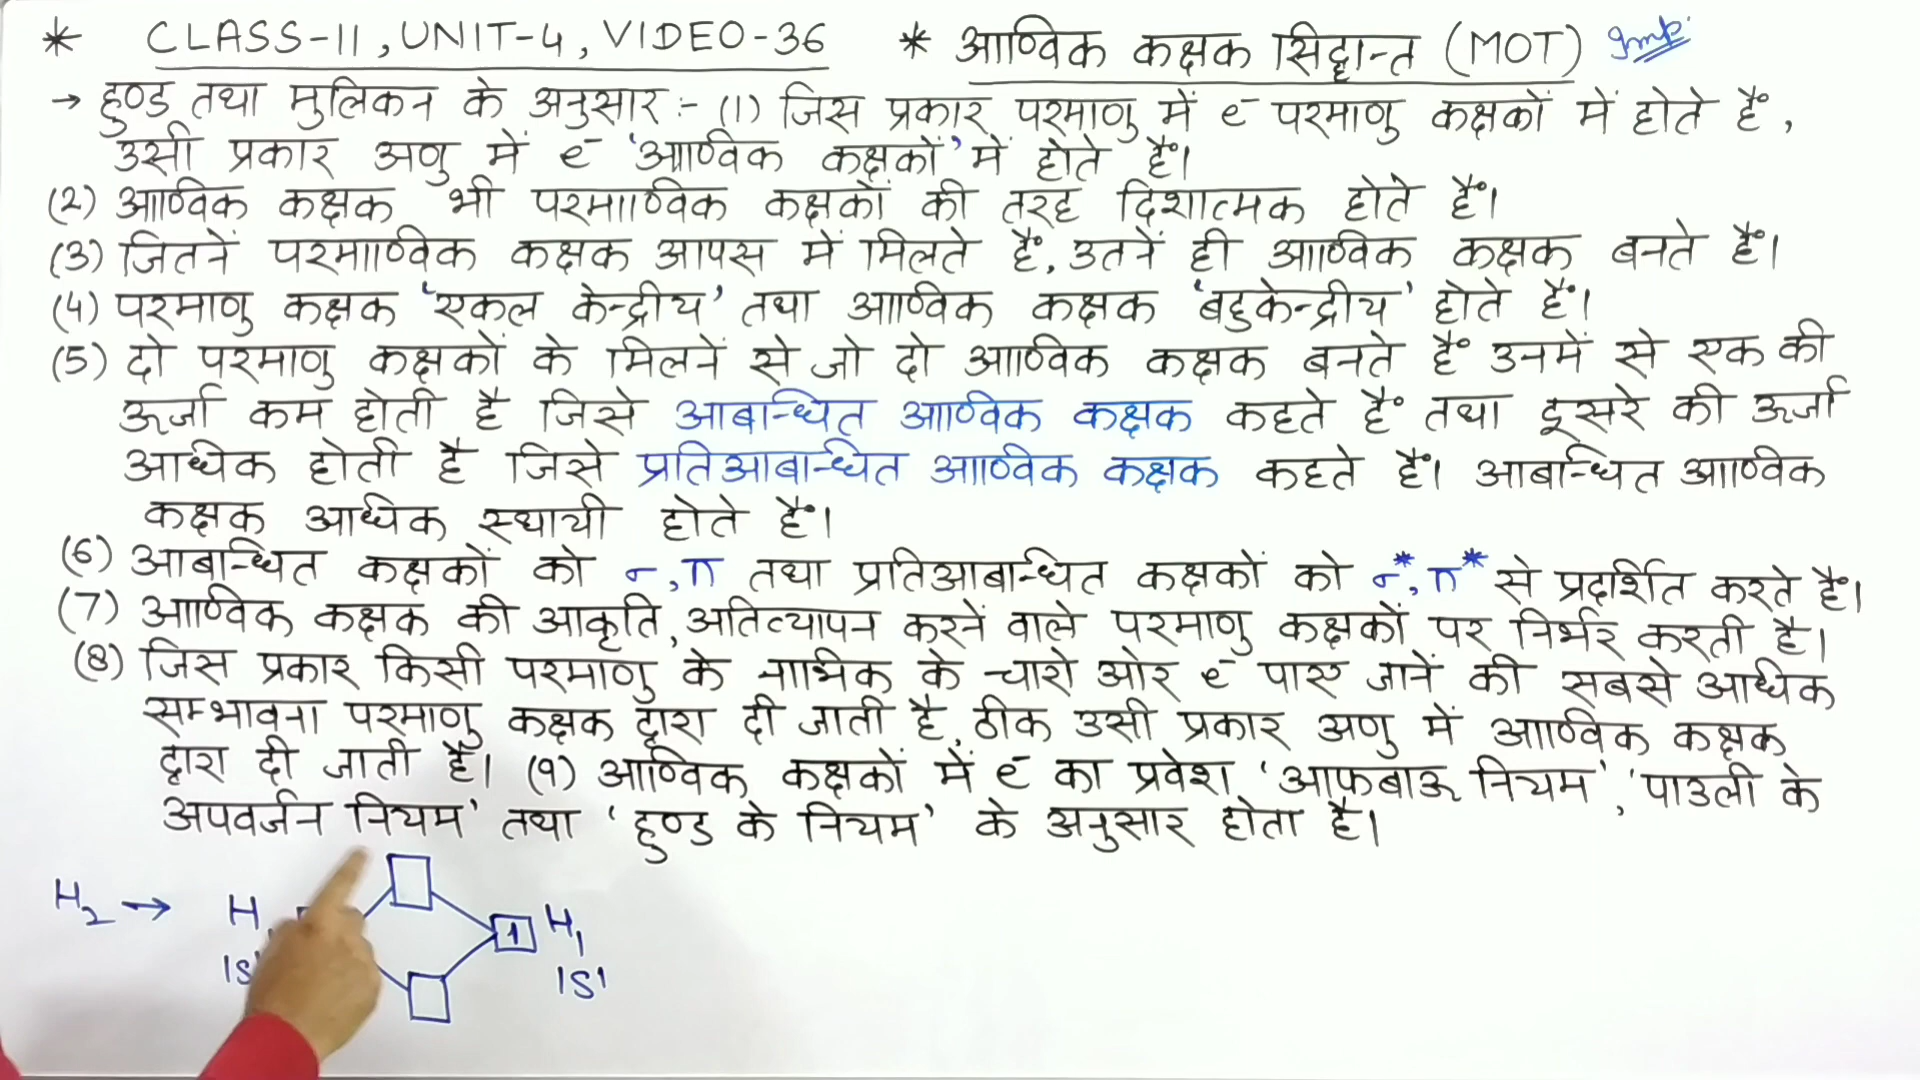 * CLASS-11, UNIT-4, VIDEO-36 * आण्विक कक्षक सिद्धान्त (MOT) Imp.
→ हुण्ड तथा मुलिकन के अनुसार :- (1) जिस प्रकार परमाणु में e⁻ परमाणु कक्षकों में होते हैं,
उसी प्रकार अणु में e⁻ 'आण्विक कक्षकों' में होते हैं।
(2) आण्विक कक्षक भी परमाण्विक कक्षकों की तरह दिशात्मक होते हैं।
(3) जितनें परमाण्विक कक्षक आपस में मिलते हैं, उतनें ही आण्विक कक्षक बनते हैं।
(4) परमाणु कक्षक 'एकल केन्द्रीय' तथा आण्विक कक्षक 'बहुकेन्द्रीय' होते हैं।
(5) दो परमाणु कक्षकों के मिलनें से जो दो आण्विक कक्षक बनते हैं उनमें से एक की
ऊर्जा कम होती है जिसे आबन्धित आण्विक कक्षक कहते हैं तथा दूसरे की ऊर्जा
अधिक होती है जिसे प्रतिआबन्धित आण्विक कक्षक कहते हैं। आबन्धित आण्विक
कक्षक अधिक स्थायी होते हैं।
(6) आबन्धित कक्षकों को σ, π तथा प्रतिआबन्धित कक्षकों को σ*, π* से प्रदर्शित करते हैं।
(7) आण्विक कक्षक की आकृति, अतिव्यापन करनें वाले परमाणु कक्षकों पर निर्भर करती है।
(8) जिस प्रकार किसी परमाणु के नाभिक के चारो ओर e⁻ पाए जानें की सबसे अधिक
सम्भावना परमाणु कक्षक द्वारा दी जाती है, ठीक उसी प्रकार अणु में आण्विक कक्षक
द्वारा दी जाती है। (9) आण्विक कक्षकों में e⁻ का प्रवेश 'आफबाऊ नियम', 'पाउली के
अपवर्जन नियम' तथा 'हुण्ड के नियम' के अनुसार होता है।
H₂ → H 1 H₁
1s 1s¹